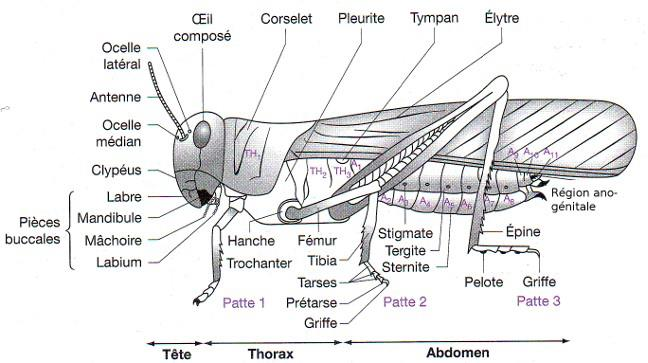 Œil
composé
Corselet
Pleurite
Tympan
Élytre
Ocelle
latéral
Antenne
Ocelle
médian
Clypéus
Labre
Mandibule
Mâchoire
Labium
Pièces
buccales
TH1
TH2
TH3
A1
A2
A3
A4
A5
A6
A7
A8
A9
A10
A11
Région ano-
génitale
Hanche
Trochanter
Fémur
Tibia
Tarses
Prétarse
Griffe
Stigmate
Tergite
Sternite
Épine
Pelote
Griffe
Patte 1
Patte 2
Patte 3
Tête
Thorax
Abdomen